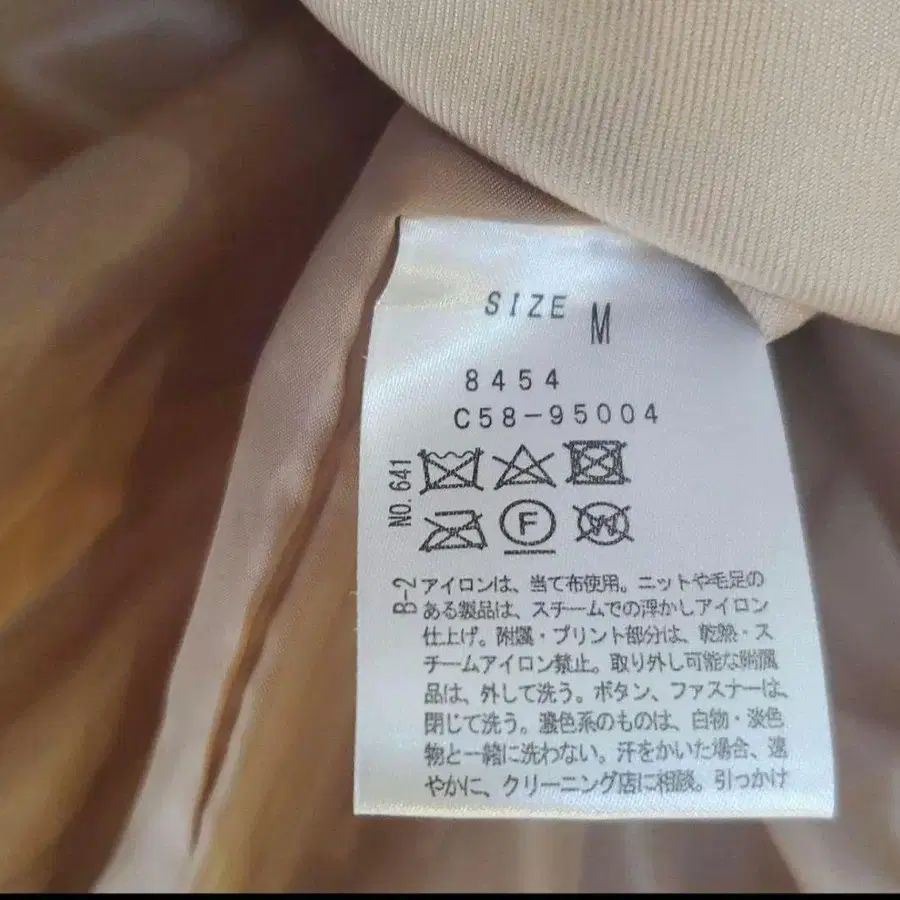 SIZE M
8454
C58-95004
NO. 641
F
W
B-2
アイロンは、当て布使用。ニットや毛足の
ある製品は、スチームでの浮かしアイロン
仕上げ。附属・プリント部分は、乾熱・ス
チームアイロン禁止。取り外し可能な附属
品は、外して洗う。ボタン、ファスナーは、
閉じて洗う。濃色系のものは、白物・淡色
物と一緒に洗わない。汗をかいた場合、速
やかに、クリーニング店に相談。引っかけ